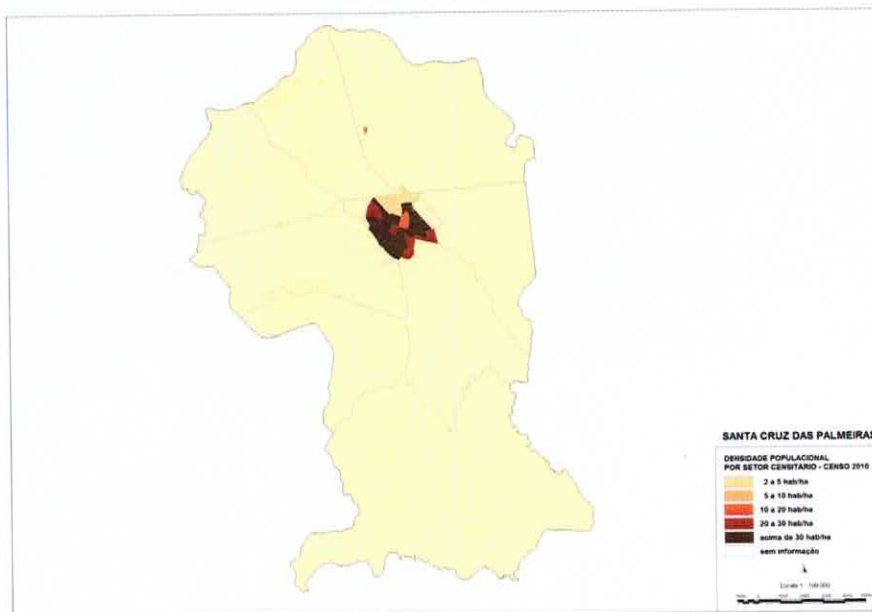 SANTA CRUZ DAS PALMEIRAS
DENSIDADE POPULACIONAL
POR SETOR CENSITÁRIO - CENSO 2010
2 a 5 hab/ha
5 a 10 hab/ha
10 a 20 hab/ha
20 a 30 hab/ha
acima de 30 hab/ha
sem informação